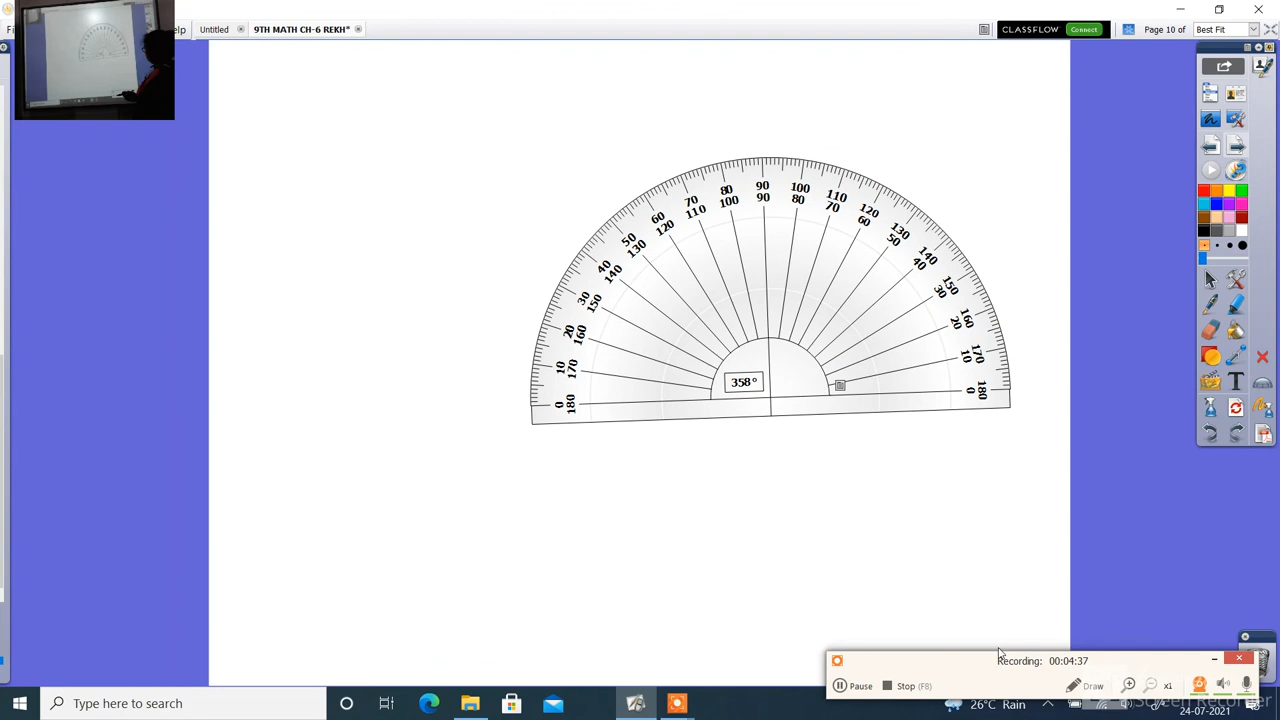 Untitled
9TH MATH CH-6 REKH*
CLASSFLOW
Connect
Page 10 of
Best Fit
0 10 20 30 40 50 60 70 80 90 100 110 120 130 140 150 160 170 180
180 170 160 150 140 130 120 110 100 90 80 70 60 50 40 30 20 10 0
358°
Recording: 00:04:37
Pause
Stop (F8)
Draw
x1
Type here to search
26°C Rain
24-07-2021